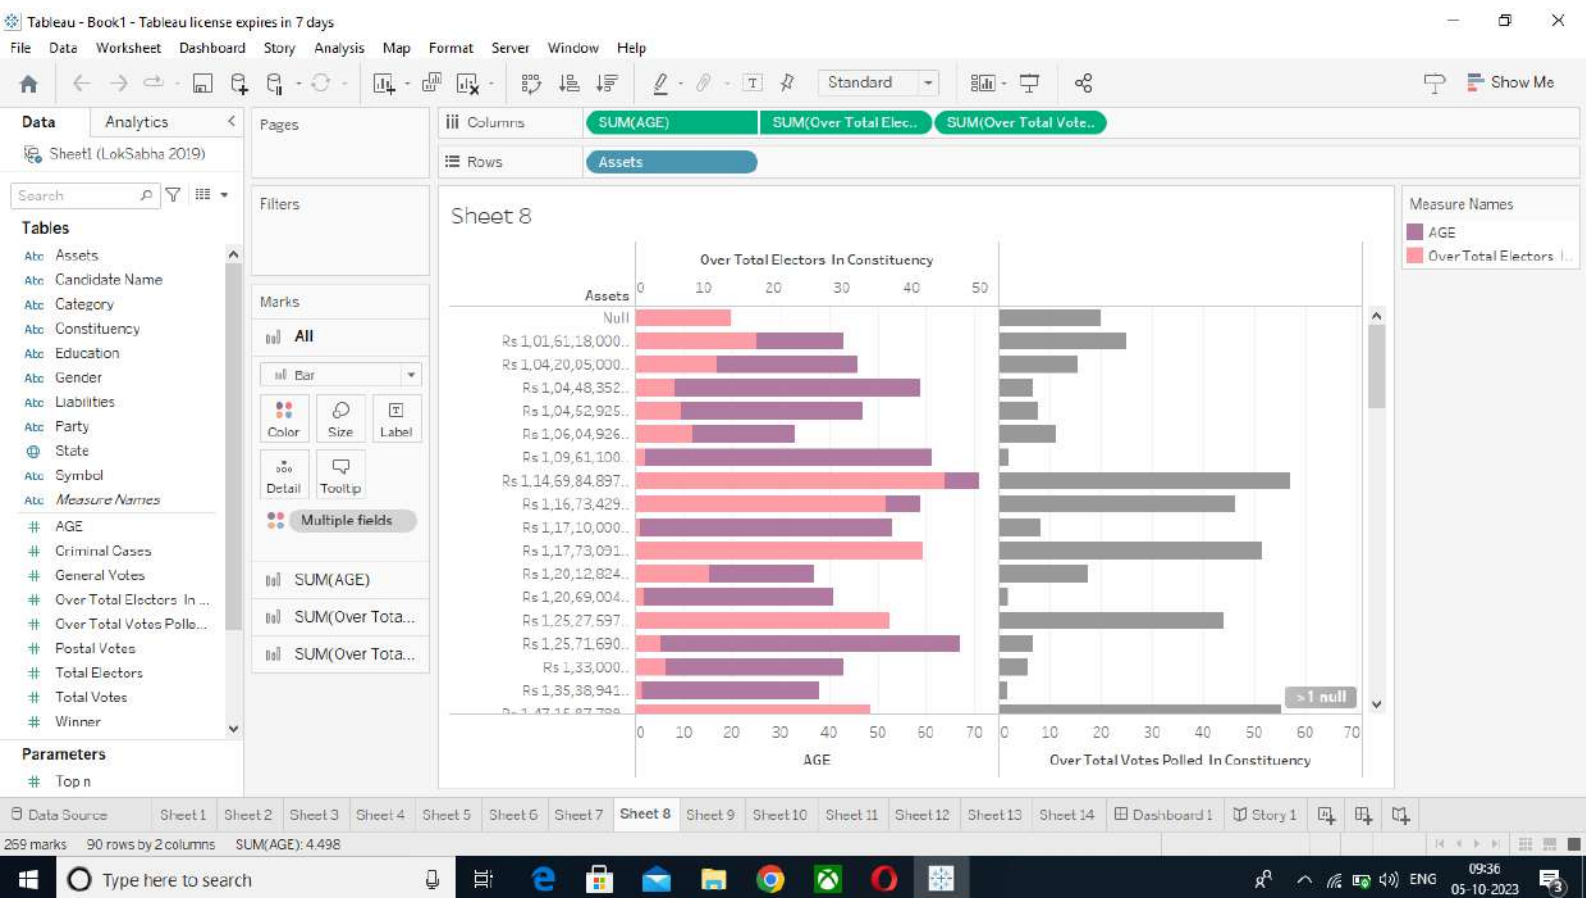 Tableau - Book1 - Tableau license expires in 7 days
File Data Worksheet Dashboard Story Analysis Map Format Server Window Help
Standard
Show Me
Data Analytics
Sheet1 (LokSabha 2019)
Search
Tables
Abc Assets
Abc Candidate Name
Abc Category
Abc Constituency
Abc Education
Abc Gender
Abc Liabilities
Abc Party
State
Abc Symbol
Abc Measure Names
# AGE
# Criminal Cases
# General Votes
# Over Total Electors In ...
# Over Total Votes Polle...
# Postal Votes
# Total Electors
# Total Votes
# Winner
Parameters
# Top n
Pages
Filters
Marks
All
Bar
Color Size Label
Detail Tooltip
Multiple fields
SUM(AGE)
SUM(Over Tota...
SUM(Over Tota...
Columns SUM(AGE) SUM(Over Total Elec.. SUM(Over Total Vote..
Rows Assets
Sheet 8
Over Total Electors In Constituency
Assets 0 10 20 30 40 50
Null
Rs 1,01,61,18,000..
Rs 1,04,20,05,000..
Rs 1,04,48,352..
Rs 1,04,52,925..
Rs 1,06,04,926..
Rs 1,09,61,100..
Rs 1,14,69,84,897..
Rs 1,16,73,429..
Rs 1,17,10,000..
Rs 1,17,73,091..
Rs 1,20,12,824..
Rs 1,20,69,004..
Rs 1,25,27,597..
Rs 1,25,71,690..
Rs 1,33,000..
Rs 1,35,38,941..
>1 null
0 10 20 30 40 50 60 70 0 10 20 30 40 50 60 70
AGE Over Total Votes Polled In Constituency
Measure Names
AGE
Over Total Electors I..
Data Source Sheet 1 Sheet 2 Sheet 3 Sheet 4 Sheet 5 Sheet 6 Sheet 7 Sheet 8 Sheet 9 Sheet 10 Sheet 11 Sheet 12 Sheet 13 Sheet 14 Dashboard 1 Story 1
269 marks 90 rows by 2 columns SUM(AGE): 4,498
Type here to search
ENG
09:36
05-10-2023
3